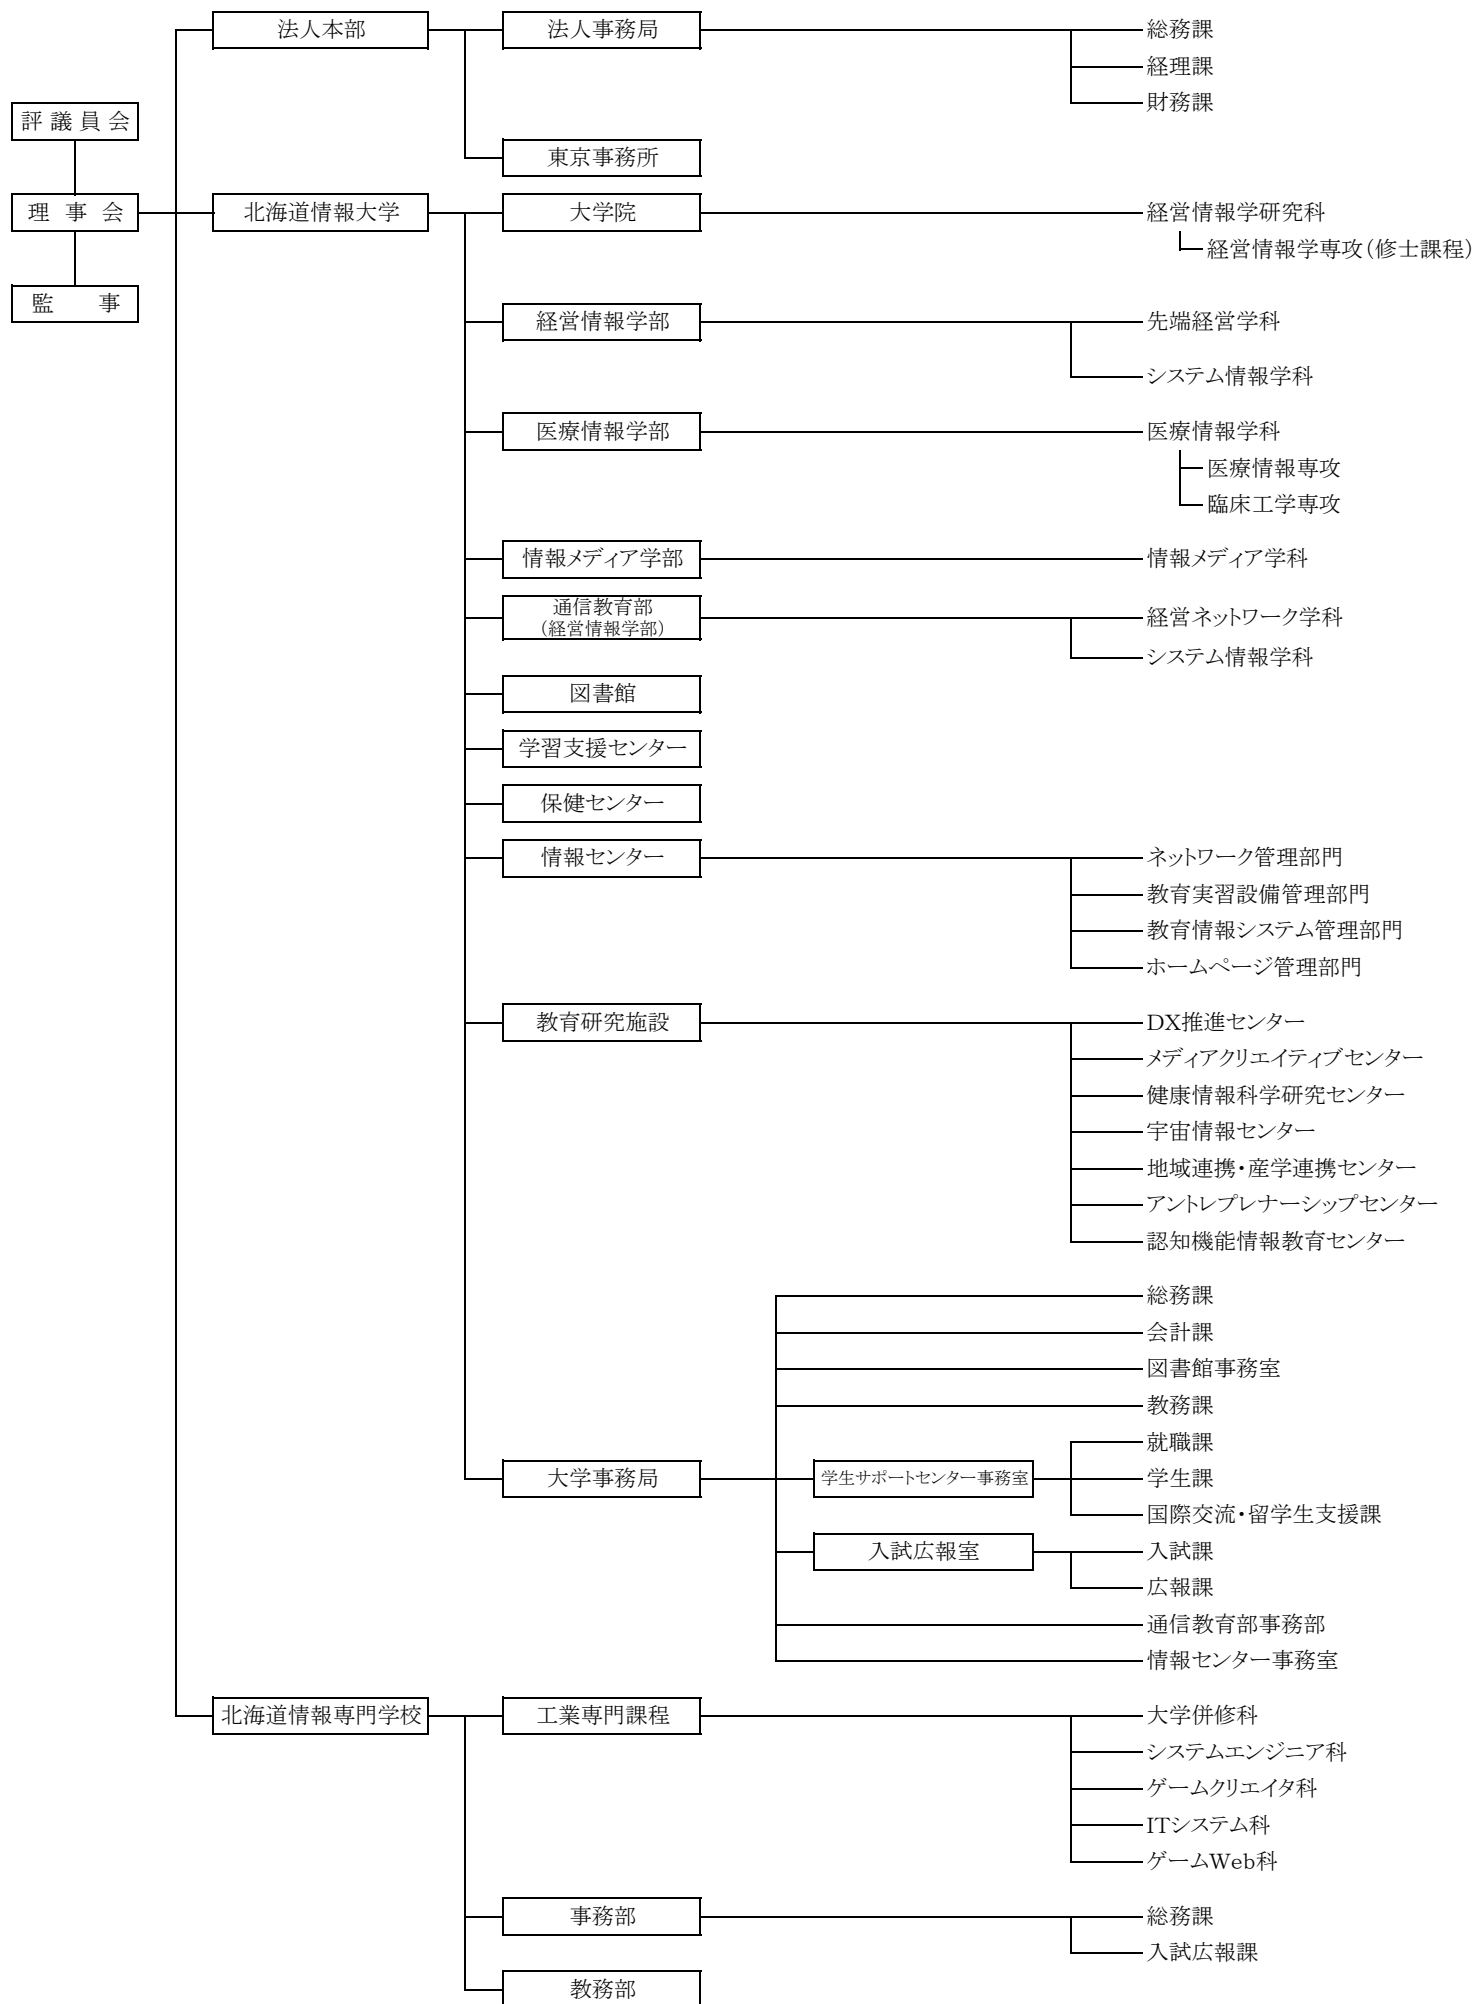 法人本部
法人事務局
総務課
経理課
財務課
評議員会
東京事務所
理事会
北海道情報大学
大学院
経営情報学研究科
経営情報学専攻(修士課程)
監事
経営情報学部
先端経営学科
システム情報学科
医療情報学部
医療情報学科
医療情報専攻
臨床工学専攻
情報メディア学部
情報メディア学科
通信教育部
(経営情報学部)
経営ネットワーク学科
システム情報学科
図書館
学習支援センター
保健センター
情報センター
ネットワーク管理部門
教育実習設備管理部門
教育情報システム管理部門
ホームページ管理部門
教育研究施設
DX推進センター
メディアクリエイティブセンター
健康情報科学研究センター
宇宙情報センター
地域連携・産学連携センター
アントレプレナーシップセンター
認知機能情報教育センター
総務課
会計課
図書館事務室
教務課
就職課
大学事務局
学生サポートセンター事務室
学生課
国際交流・留学生支援課
入試広報室
入試課
広報課
通信教育部事務部
情報センター事務室
北海道情報専門学校
工業専門課程
大学併修科
システムエンジニア科
ゲームクリエイタ科
ITシステム科
ゲームWeb科
事務部
総務課
入試広報課
教務部